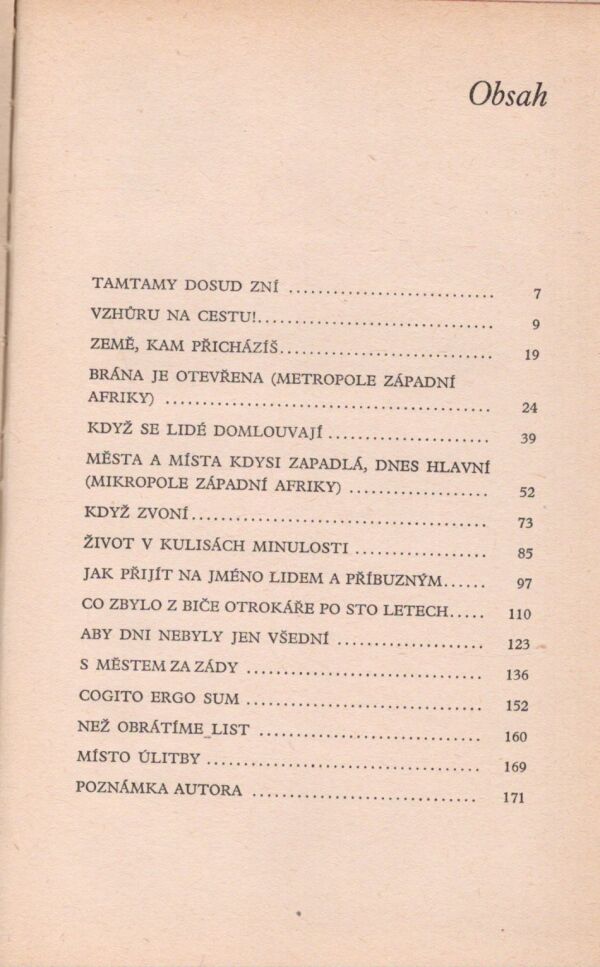 Obsah
TAMTAMY DOSUD ZNÍ ............................ 7
VZHŮRU NA CESTU!................................ 9
ZEMĚ, KAM PŘICHÁZÍŠ............................. 19
BRÁNA JE OTEVŘENA (METROPOLE ZÁPADNÍ
AFRIKY) ............................................ 24
KDYŽ SE LIDÉ DOMLOUVAJÍ ...................... 39
MĚSTA A MÍSTA KDYSI ZAPADLÁ, DNES HLAVNÍ
(MIKROPOLE ZÁPADNÍ AFRIKY) ................... 52
KDYŽ ZVONÍ........................................ 73
ŽIVOT V KULISÁCH MINULOSTI .................. 85
JAK PŘIJÍT NA JMÉNO LIDEM A PŘÍBUZNÝM...... 97
CO ZBYLO Z BIČE OTROKÁŘE PO STO LETECH..... 110
ABY DNI NEBYLY JEN VŠEDNÍ .................... 123
S MĚSTEM ZA ZÁDY ................................ 136
COGITO ERGO SUM ............................. 152
NEŽ OBRÁTÍME LIST .............................. 160
MÍSTO ÚLITBY ..................................... 169
POZNÁMKA AUTORA .............................. 171